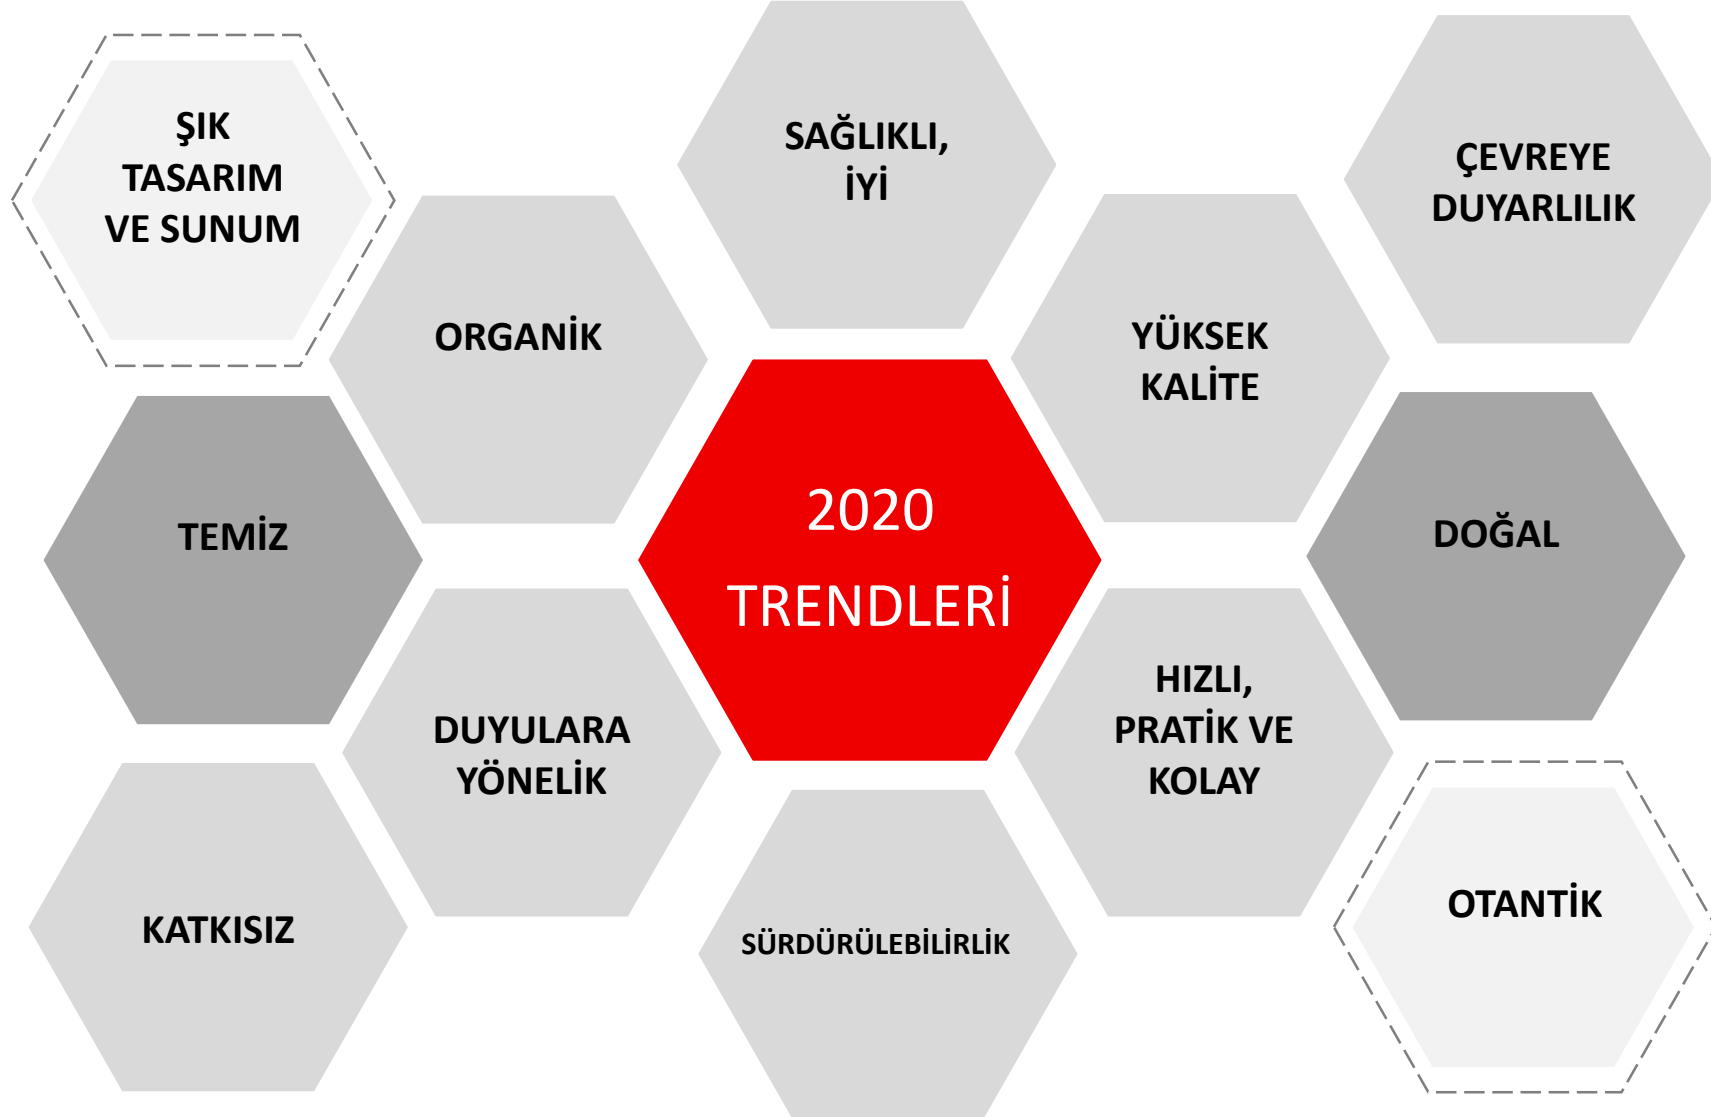 ŞIK
TASARIM
VE SUNUM
SAĞLIKLI,
İYİ
ÇEVREYE
DUYARLILIK
ORGANİK
YÜKSEK
KALİTE
2020
TRENDLERİ
TEMİZ
DOĞAL
DUYULARA
YÖNELİK
HIZLI,
PRATİK VE
KOLAY
KATKISIZ
SÜRDÜRÜLEBİLİRLİK
OTANTİK